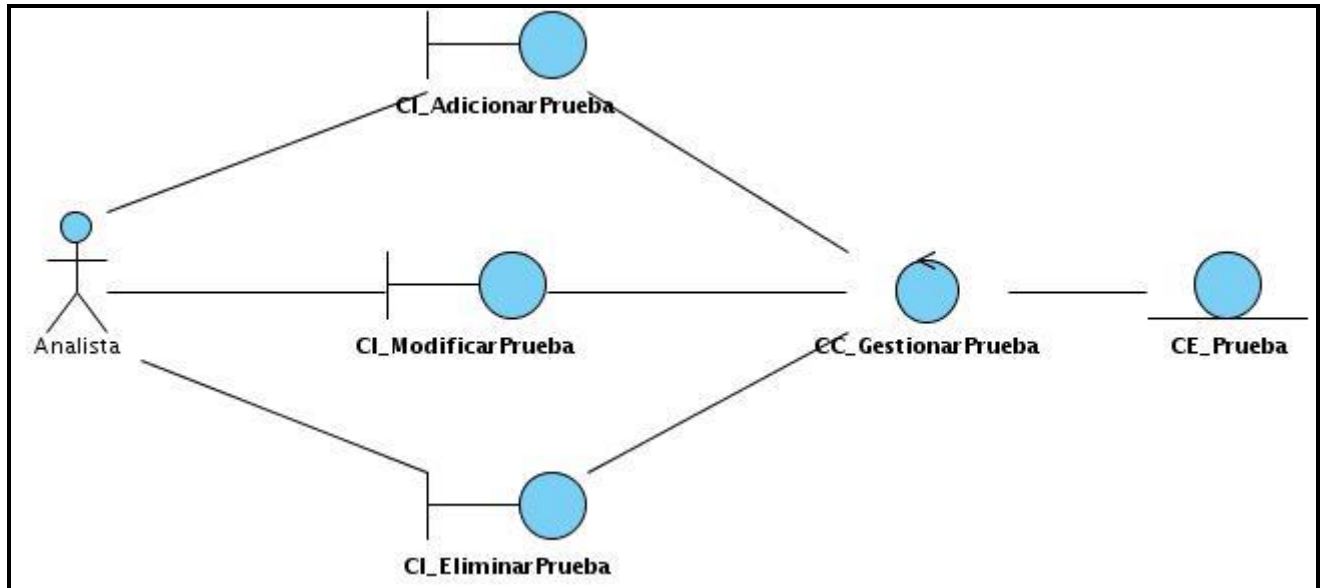 CI_AdicionarPrueba
Analista
CI_ModificarPrueba
CC_GestionarPrueba
CE_Prueba
CI_EliminarPrueba